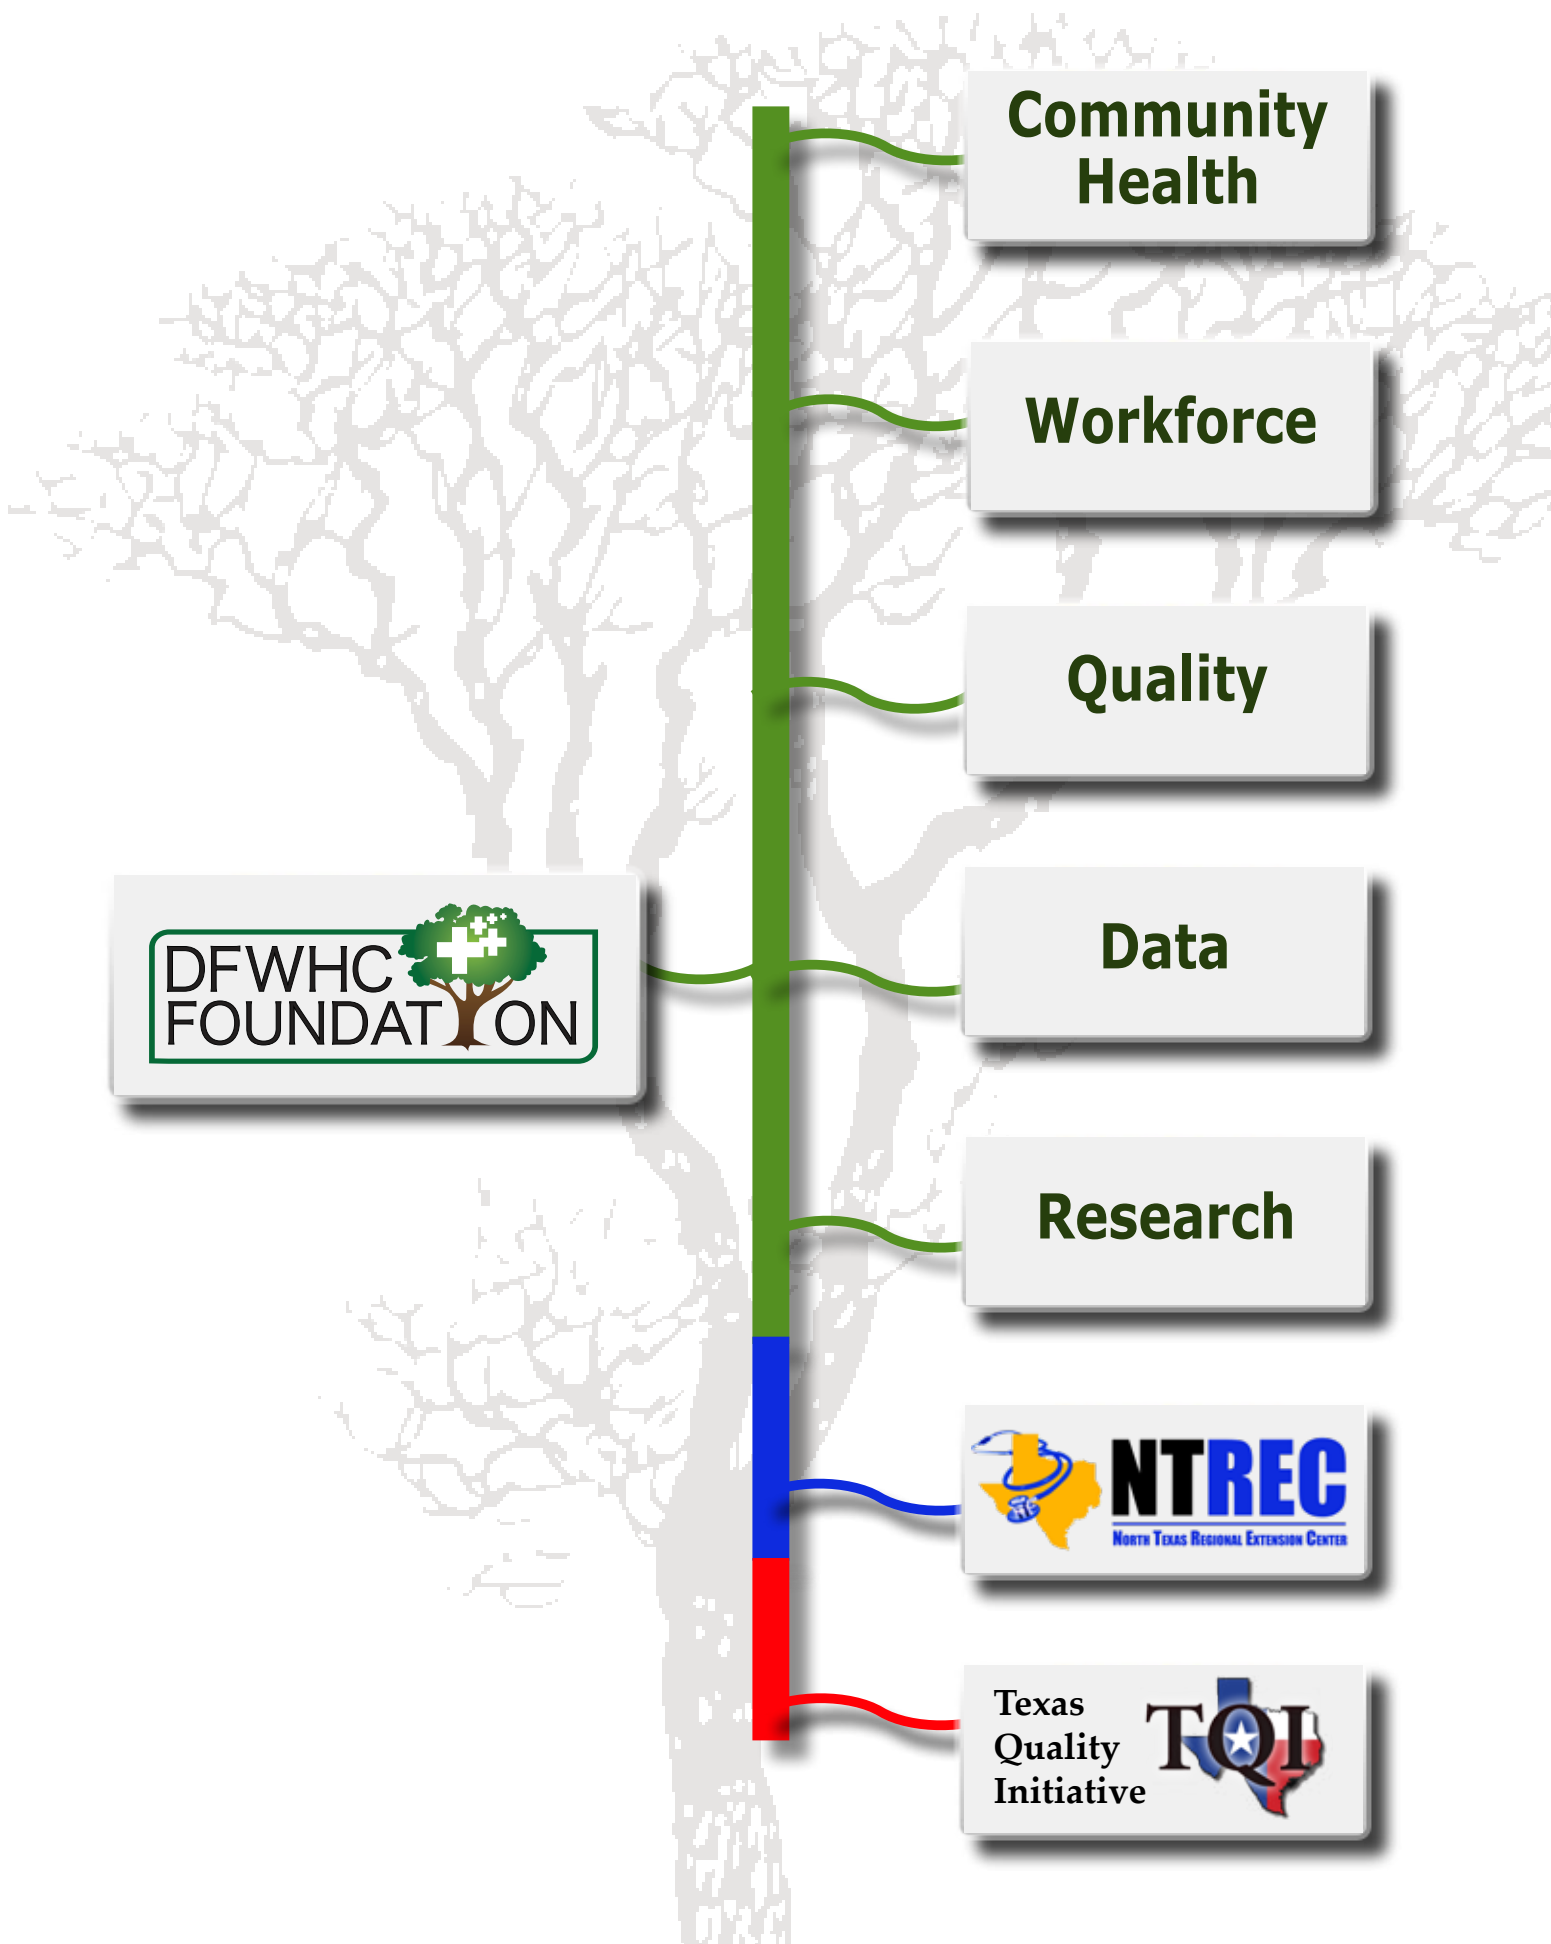 Community
Health
Workforce
Quality
Data
DFWHC
FOUNDATION
Research
NTREC
NORTH TEXAS REGIONAL EXTENSION CENTER
Texas
Quality
Initiative
TQI